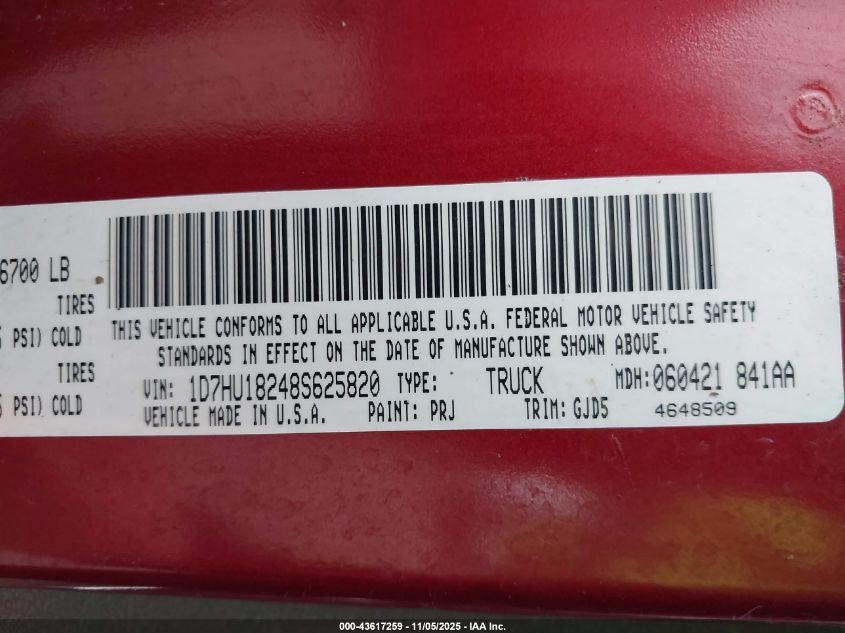 6700 LB
TIRES
PSI) COLD
TIRES
PSI) COLD
THIS VEHICLE CONFORMS TO ALL APPLICABLE U.S.A. FEDERAL MOTOR VEHICLE SAFETY
STANDARDS IN EFFECT ON THE DATE OF MANUFACTURE SHOWN ABOVE.
VIN: 1D7HU18248S625820 TYPE: TRUCK MDH:060421 841AA
VEHICLE MADE IN U.S.A. PAINT: PRJ TRIM: GJD5 4648509
000-43617259 - 11/05/2025 - IAA Inc.